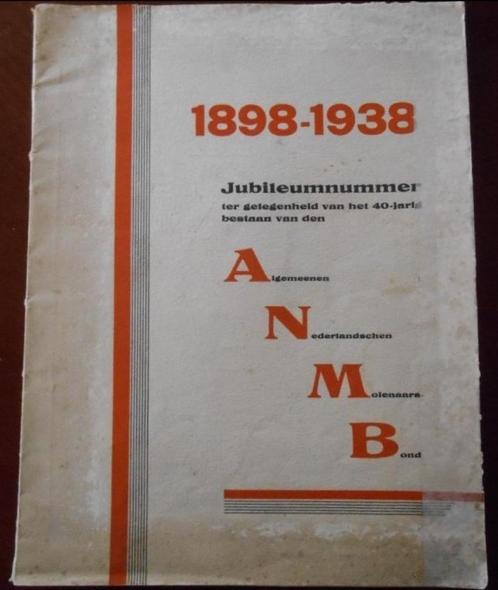 1898-1938
Jubileumnummer
ter gelegenheid van het 40-jarig
bestaan van den
Algemeenen
Nederlandschen
Molenaars-
Bond